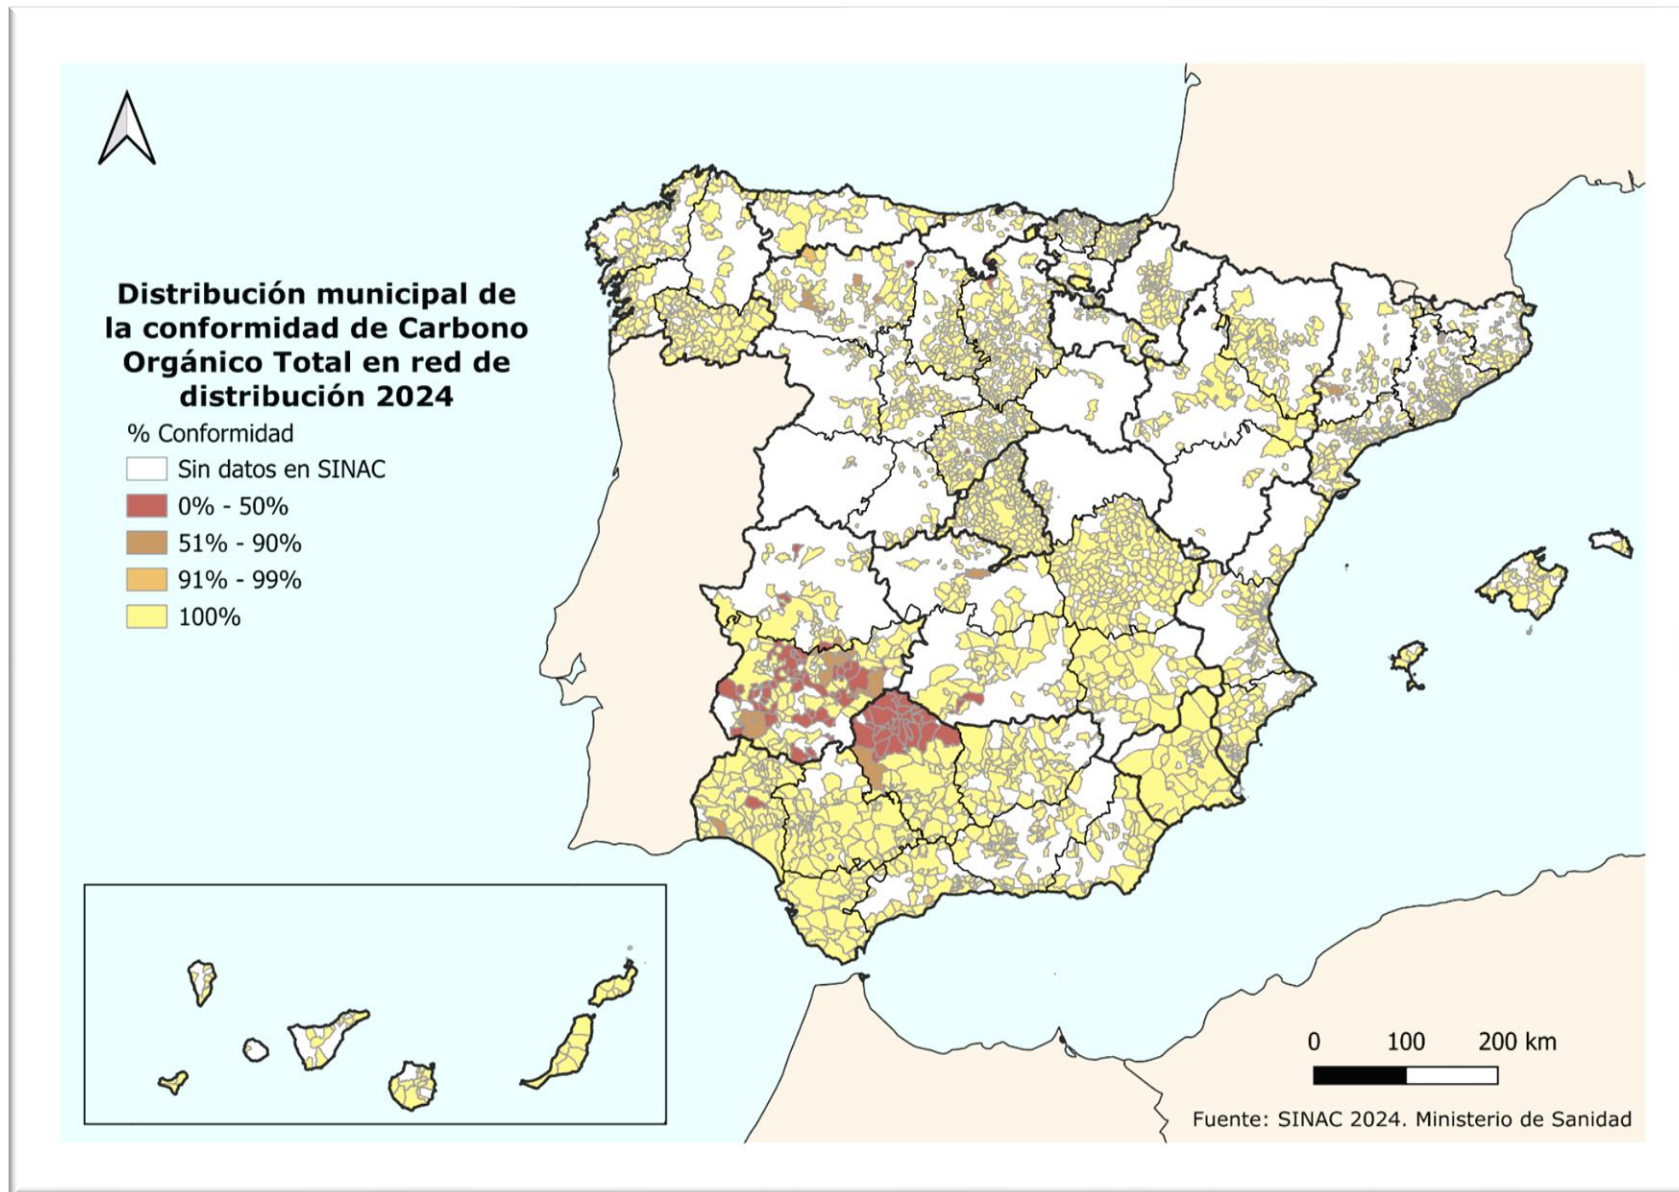 Distribución municipal de
la conformidad de Carbono
Orgánico Total en red de
distribución 2024
% Conformidad
Sin datos en SINAC
0% - 50%
51% - 90%
91% - 99%
100%
0 100 200 km
Fuente: SINAC 2024. Ministerio de Sanidad